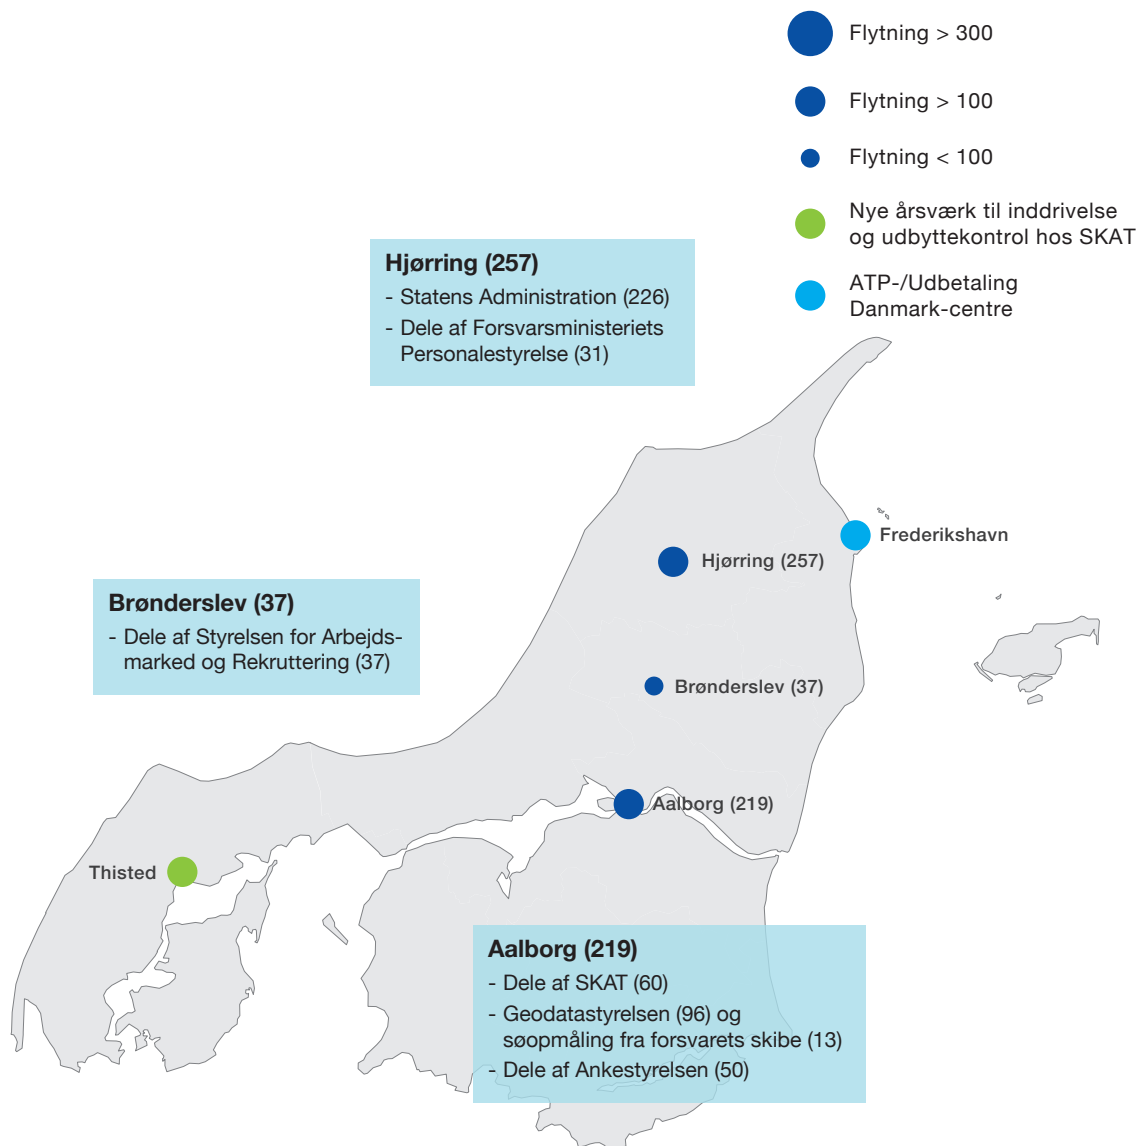 Flytning > 300
Flytning > 100
Flytning < 100
Nye årsværk til inddrivelse
og udbyttekontrol hos SKAT
ATP-/Udbetaling
Danmark-centre
Hjørring (257)
- Statens Administration (226)
- Dele af Forsvarsministeriets
Personalestyrelse (31)
Frederikshavn
Hjørring (257)
Brønderslev (37)
- Dele af Styrelsen for Arbejds-
marked og Rekruttering (37)
Brønderslev (37)
Aalborg (219)
Thisted
Aalborg (219)
- Dele af SKAT (60)
- Geodatastyrelsen (96) og
søopmåling fra forsvarets skibe (13)
- Dele af Ankestyrelsen (50)